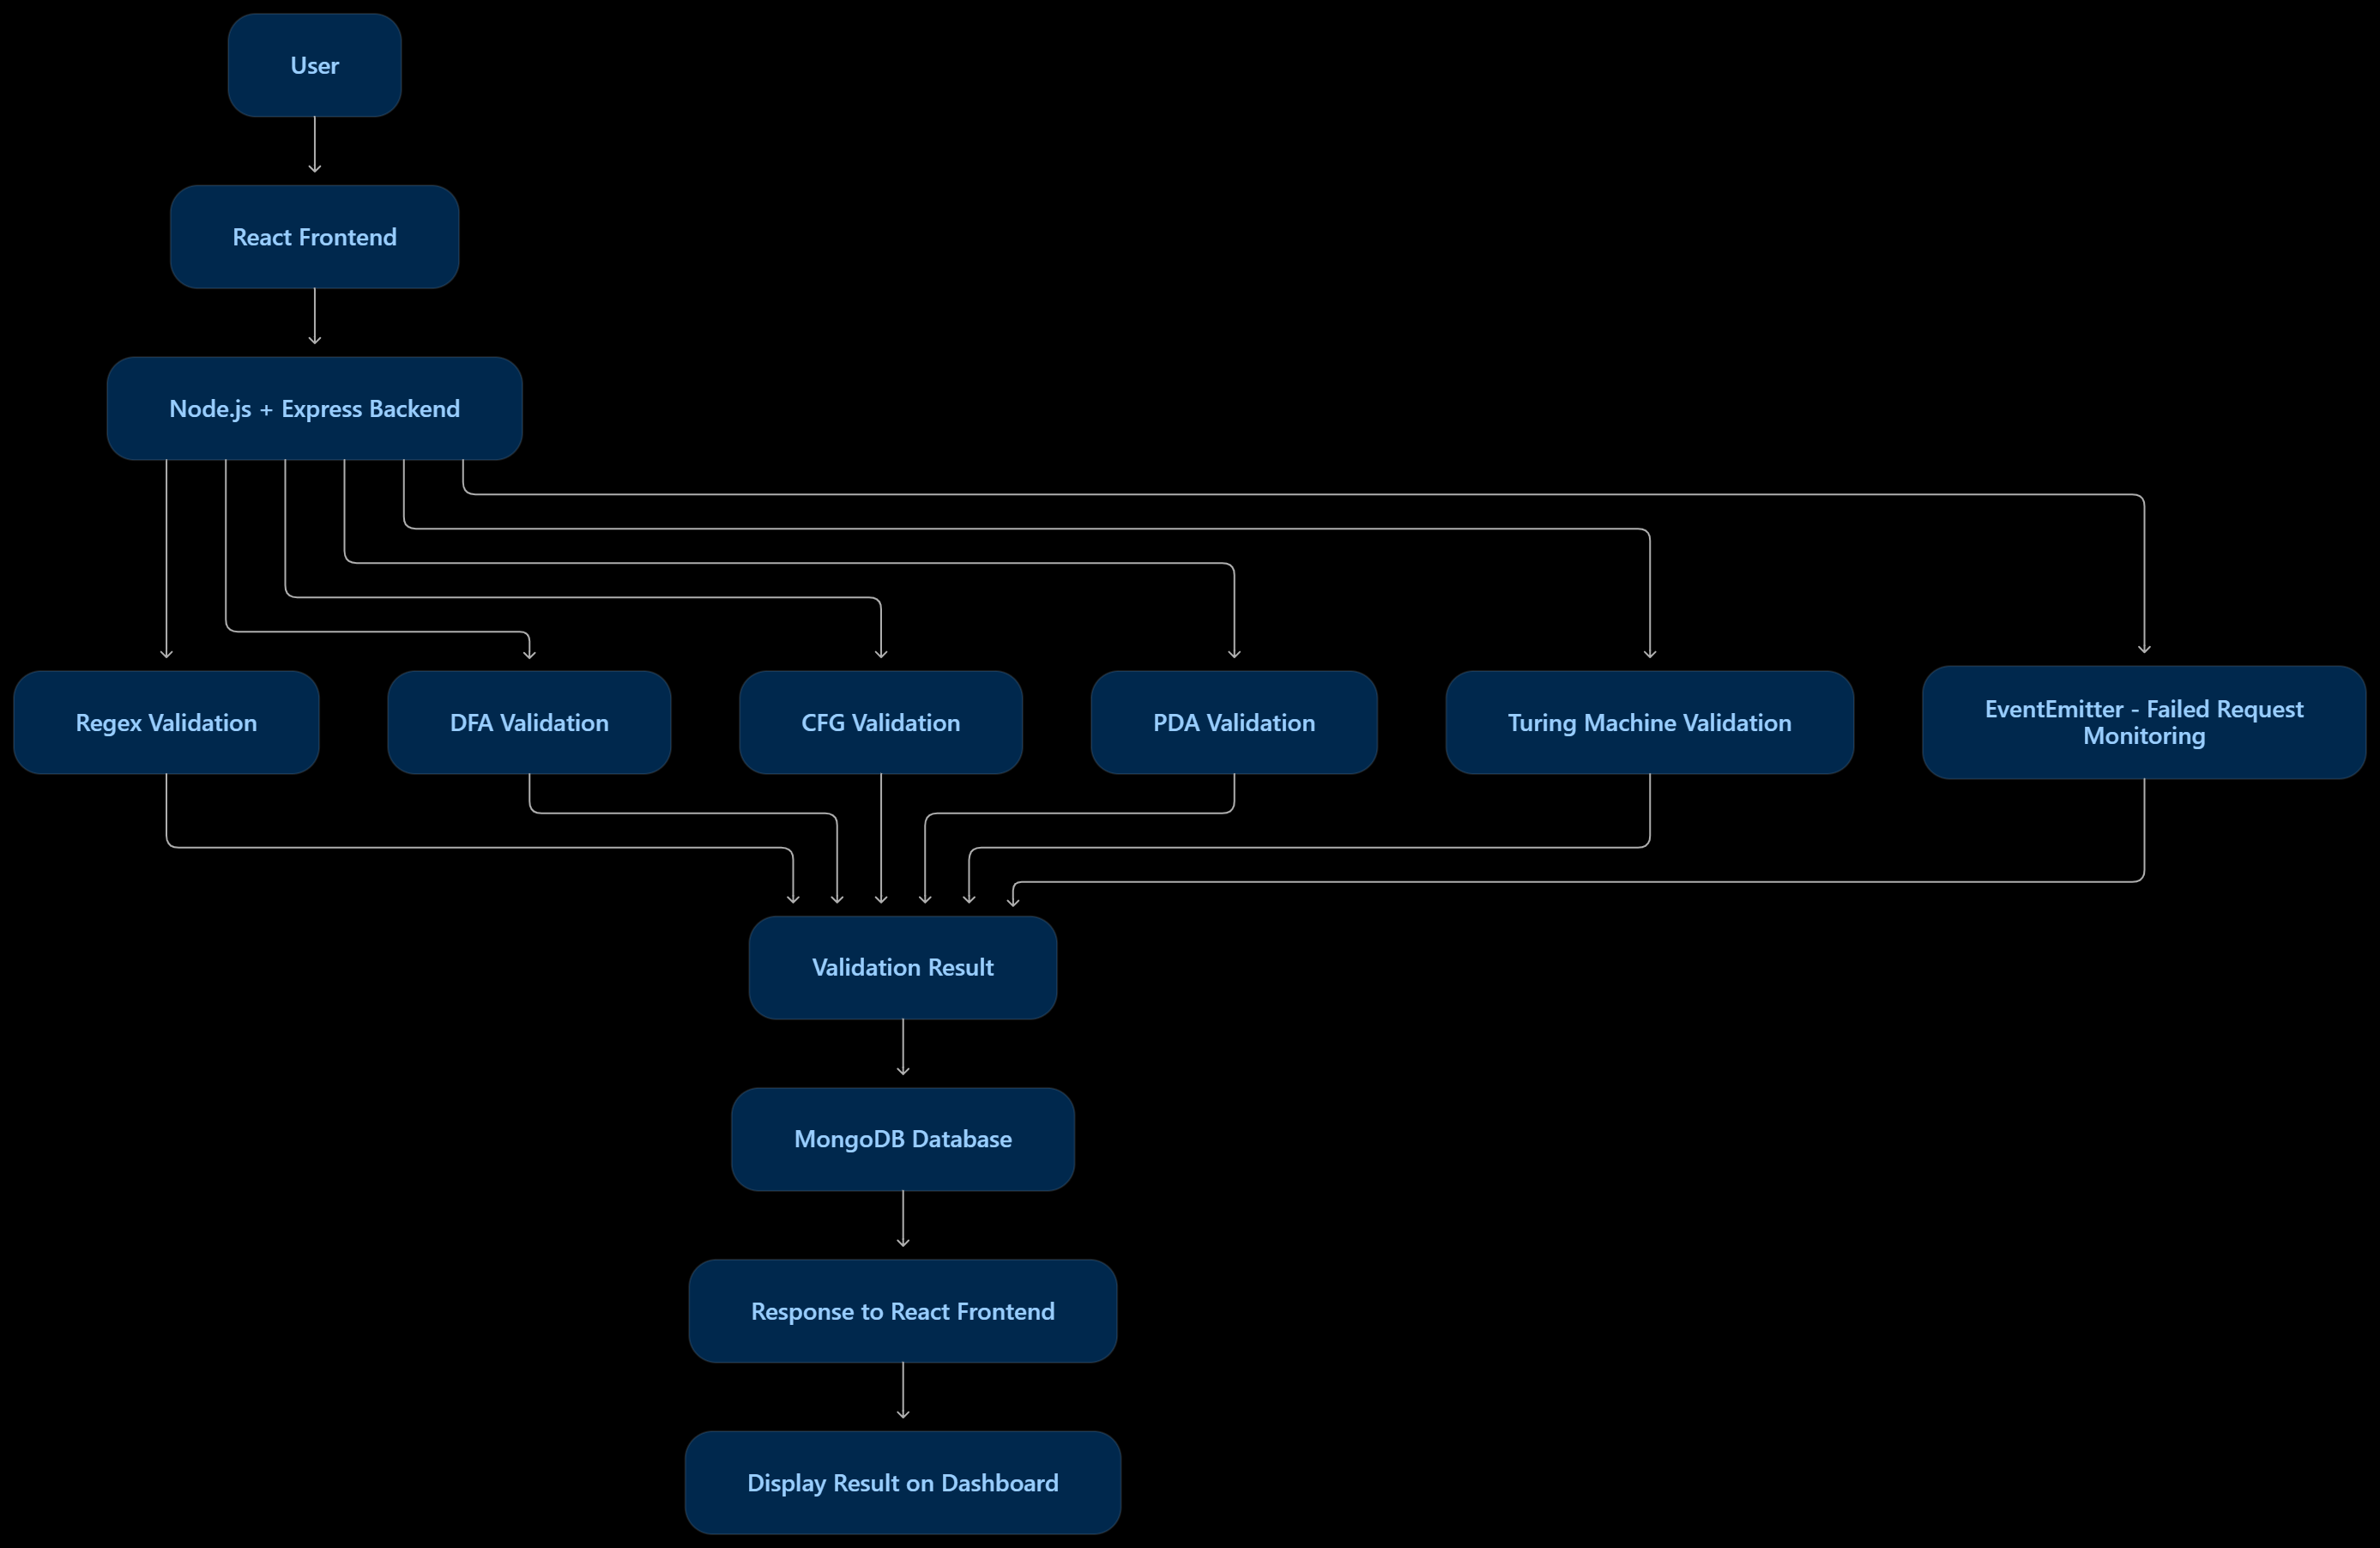 User
React Frontend
Node.js + Express Backend
Regex Validation
DFA Validation
CFG Validation
PDA Validation
Turing Machine Validation
EventEmitter - Failed Request
Monitoring
Validation Result
MongoDB Database
Response to React Frontend
Display Result on Dashboard